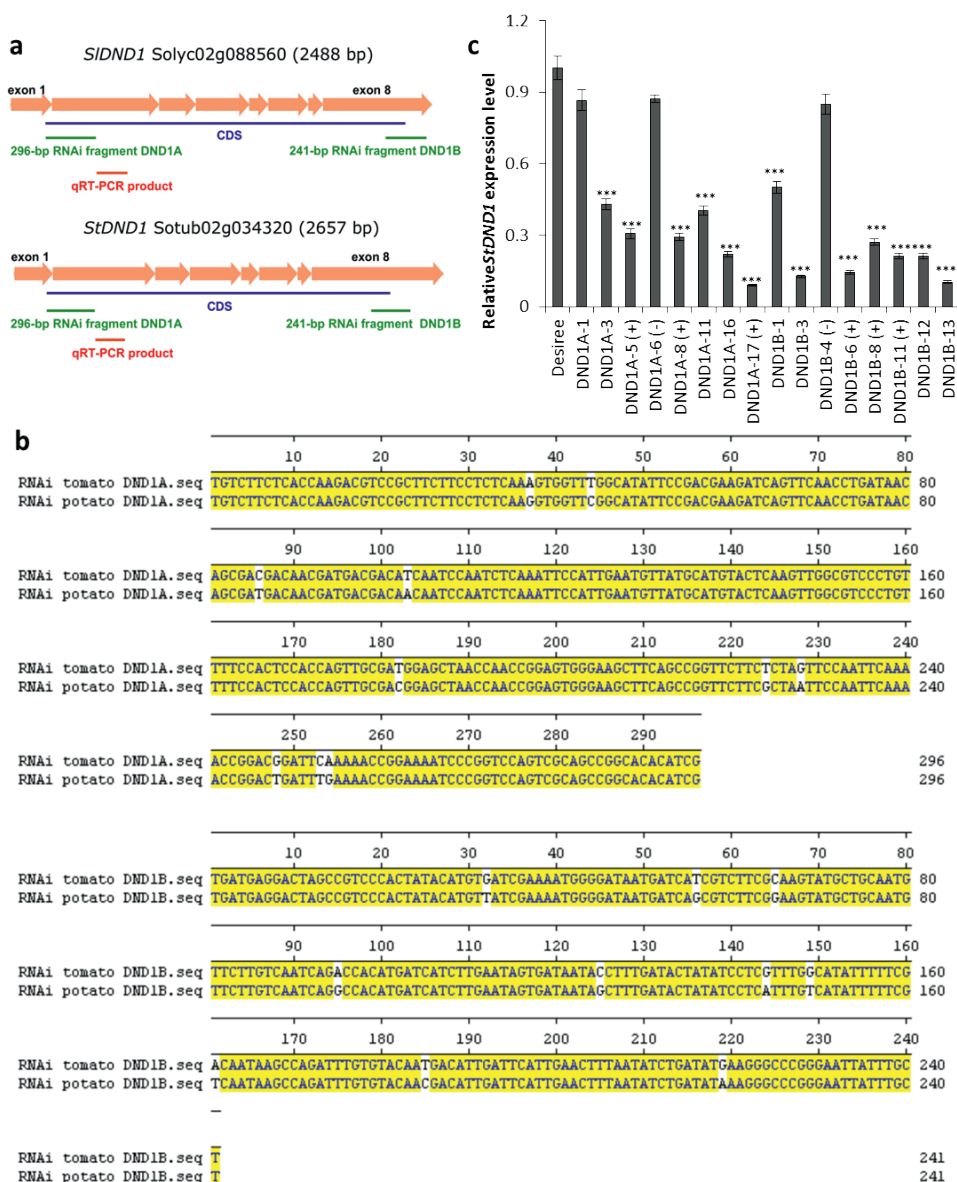 a
SlDND1 Solyc02g088560 (2488 bp)
exon 1
exon 8
CDS
296-bp RNAi fragment DND1A
241-bp RNAi fragment DND1B
qRT-PCR product
StDND1 Sotub02g034320 (2657 bp)
exon 1
exon 8
CDS
296-bp RNAi fragment DND1A
241-bp RNAi fragment DND1B
qRT-PCR product
c
Relative StDND1 expression level
1.2
0.9
0.6
0.3
0
*** *** *** *** *** *** *** *** *** *** *** *** ***
Desiree
DND1A-1
DND1A-3
DND1A-5 (+)
DND1A-6 (-)
DND1A-8 (+)
DND1A-11
DND1A-16
DND1A-17 (+)
DND1B-1
DND1B-3
DND1B-4 (-)
DND1B-6 (+)
DND1B-8 (+)
DND1B-11 (+)
DND1B-12
DND1B-13
b
10 20 30 40 50 60 70 80
RNAi tomato DND1A.seq TGTCTTCTCACCAAGACGTCCGCTTCTTCCTCTCAAAGTGGTTTGGCATATTCCGACGAAGATCAGTTCAACCTGATAAC 80
RNAi potato DND1A.seq TGTCTTCTCACCAAGACGTCCGCTTCTTCCTCTCAAGGTGGTTCGGCATATTCCGACGAAGATCAGTTCAACCTGATAAC 80
90 100 110 120 130 140 150 160
RNAi tomato DND1A.seq AGCGACGACAACGATGACGACATCAATCCAATCTCAAATTCCATTGAATGTTATGCATGTACTCAAGTTGGCGTCCCTGT 160
RNAi potato DND1A.seq AGCGATGACAACGATGACGACAACAATCCAATCTCAAATTCCATTGAATGTTATGCATGTACTCAAGTTGGCGTCCCTGT 160
170 180 190 200 210 220 230 240
RNAi tomato DND1A.seq TTTCCACTCCACCAGTTGCGATGGAGCTAACCAACCGGAGTGGGAAGCTTCAGCCGGTTCTTCTCTAGTTCCAATTCAAA 240
RNAi potato DND1A.seq TTTCCACTCCACCAGTTGCGACGGAGCTAACCAACCGGAGTGGGAAGCTTCAGCCGGTTCTTCGCTAATTCCAATTCAAA 240
250 260 270 280 290
RNAi tomato DND1A.seq ACCGGACGGATTCAAAAACCGGAAAATCCCGGTCCAGTCGCAGCCGGCACACATCG 296
RNAi potato DND1A.seq ACCGGACTGATTTGAAAACCGGAAAATCCCGGTCCAGTCGCAGCCGGCACACATCG 296
10 20 30 40 50 60 70 80
RNAi tomato DND1B.seq TGATGAGGACTAGCCGTCCCACTATACATGTGATCGAAAATGGGGATAATGATCATCGTCTTCGCAAGTATGCTGCAATG 80
RNAi potato DND1B.seq TGATGAGGACTAGCCGTCCCACTATACATGTTATCGAAAATGGGGATAATGATCAGCGTCTTCGGAAGTATGCTGCAATG 80
90 100 110 120 130 140 150 160
RNAi tomato DND1B.seq TTCTTGTCAATCAGACCACATGATCATCTTGAATAGTGATAATACCTTTGATACTATATCCTCGTTTGGCATATTTTTCG 160
RNAi potato DND1B.seq TTCTTGTCAATCAGGCCACATGATCATCTTGAATAGTGATAATAGCTTTGATACTATATCCTCATTTGTCATATTTTTCG 160
170 180 190 200 210 220 230 240
RNAi tomato DND1B.seq ACAATAAGCCAGATTTGTGTACAATGACATTGATTCATTGAACTTTAATATCTGATATGAAGGGCCCGGGAATTATTTGC 240
RNAi potato DND1B.seq TCAATAAGCCAGATTTGTGTACAACGACATTGATTCATTGAACTTTAATATCTGATATAAAGGGCCCGGGAATTATTTGC 240
RNAi tomato DND1B.seq T 241
RNAi potato DND1B.seq T 241